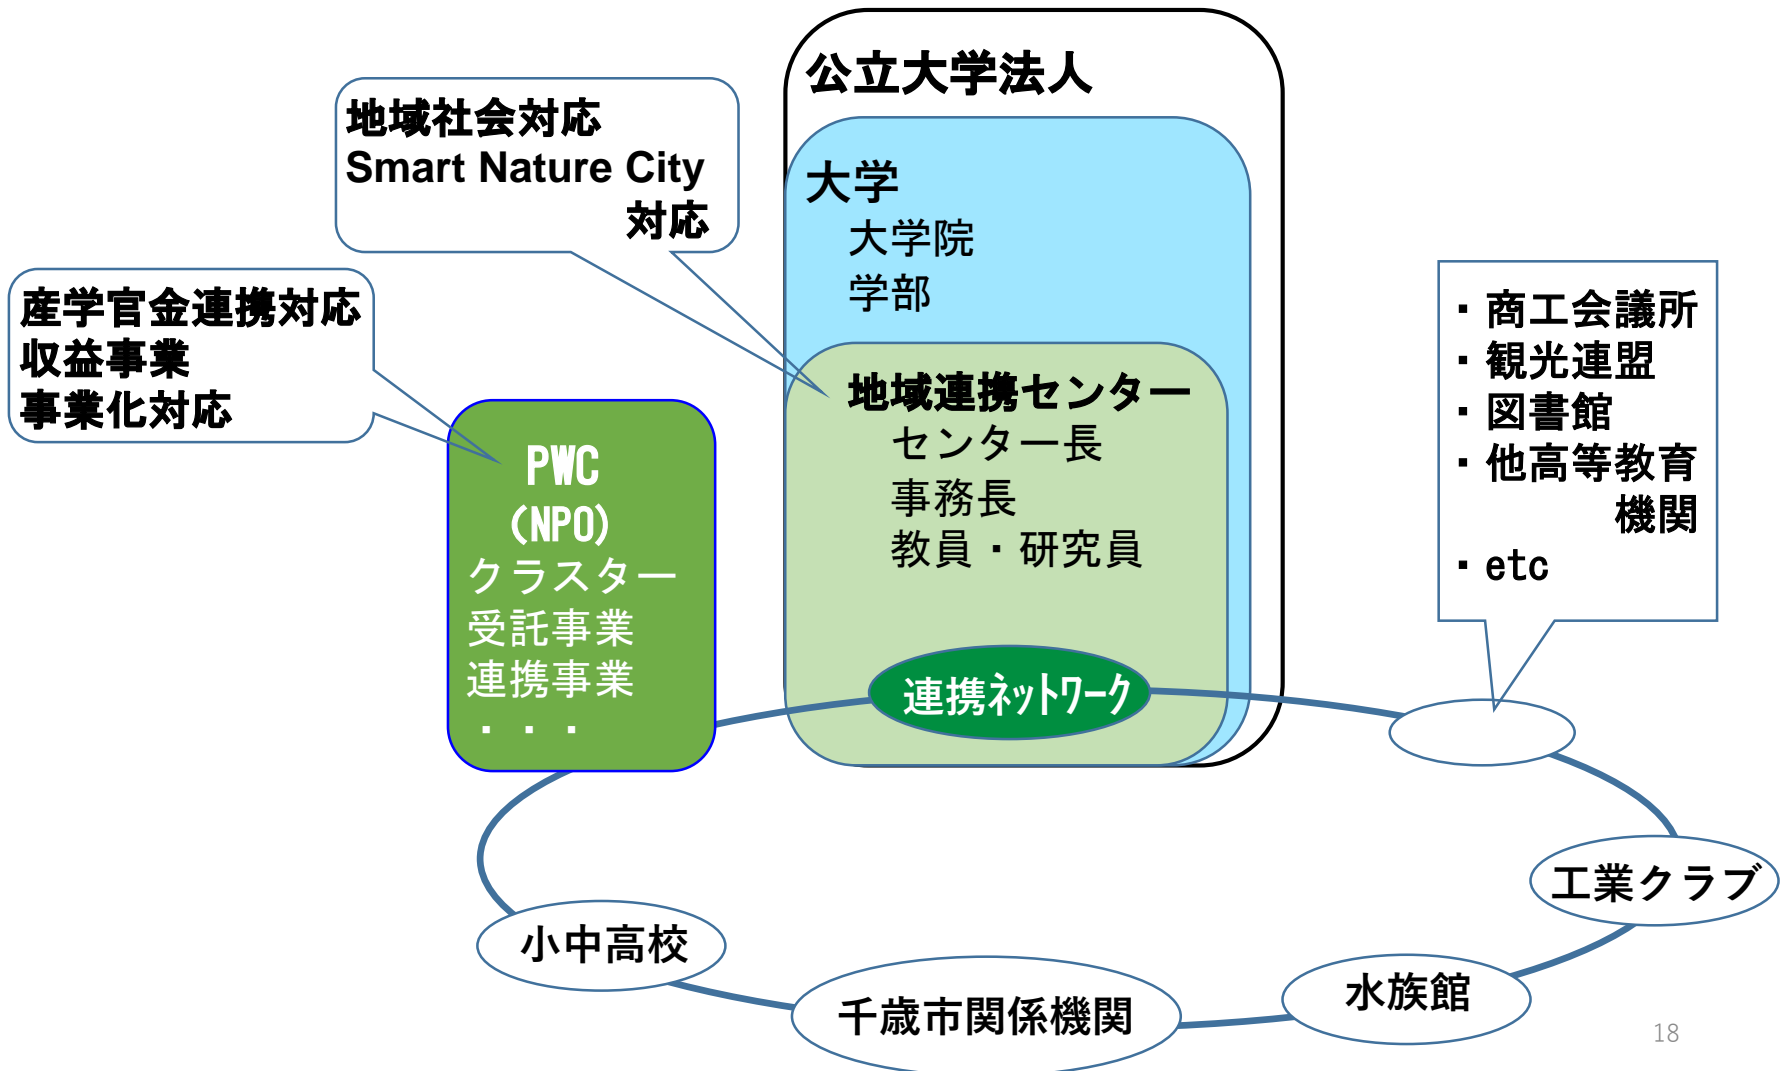 公立大学法人
大学
大学院
学部
地域連携センター
センター長
事務長
教員・研究員
連携ネットワーク
地域社会対応
Smart Nature City
対応
産学官金連携対応
収益事業
事業化対応
PWC
(NPO)
クラスター
受託事業
連携事業
・・・
・商工会議所
・観光連盟
・図書館
・他高等教育
機関
・etc
工業クラブ
水族館
千歳市関係機関
小中高校
18